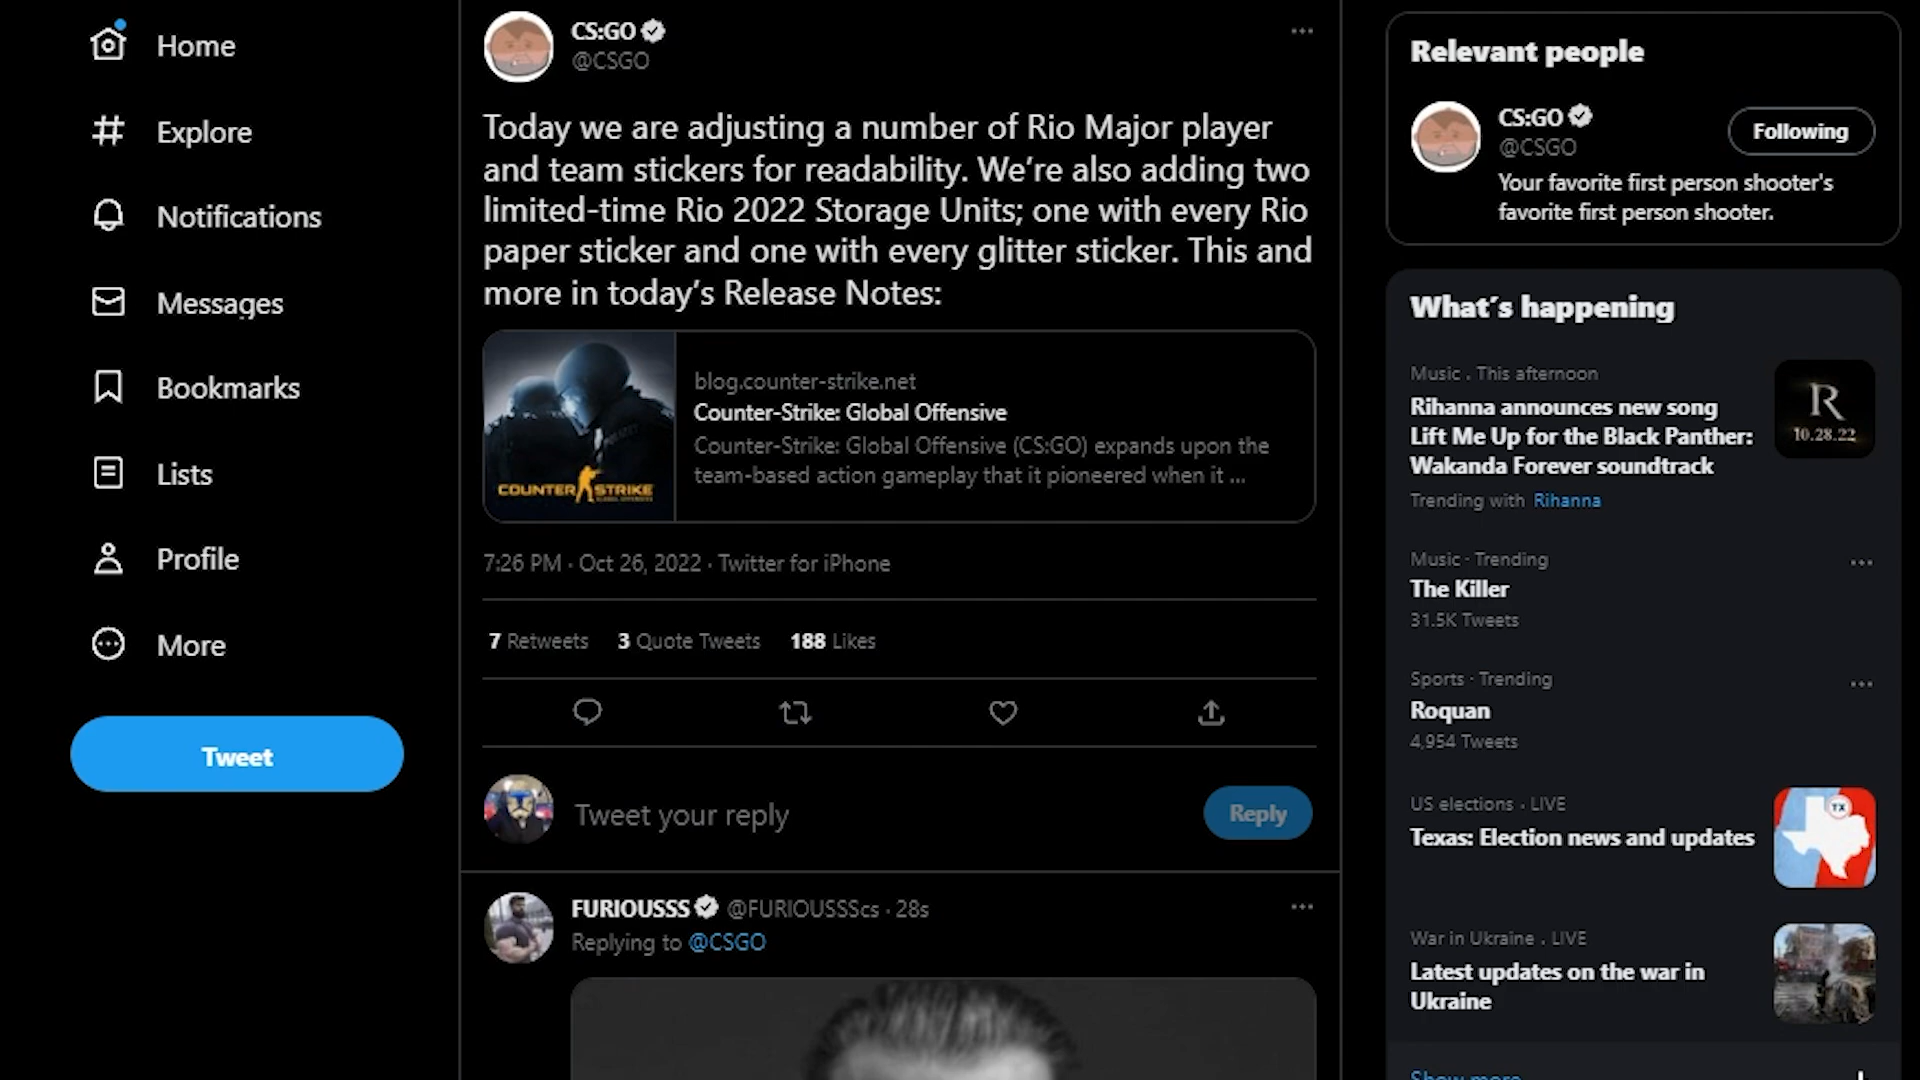 Home
Explore
Notifications
Messages
Bookmarks
Lists
Profile
More
Tweet
CS:GO
@CSGO
Today we are adjusting a number of Rio Major player
and team stickers for readability. We're also adding two
limited-time Rio 2022 Storage Units; one with every Rio
paper sticker and one with every glitter sticker. This and
more in today's Release Notes:
COUNTER STRIKE
blog.counter-strike.net
Counter-Strike: Global Offensive
Counter-Strike: Global Offensive (CS:GO) expands upon the
team-based action gameplay that it pioneered when it ...
7:26 PM · Oct 26, 2022 · Twitter for iPhone
7 Retweets 3 Quote Tweets 188 Likes
Tweet your reply
Reply
FURIOUSSS @FURIOUSSScs · 28s
Replying to @CSGO
Relevant people
CS:GO
@CSGO
Following
Your favorite first person shooter's
favorite first person shooter.
What's happening
Music . This afternoon
Rihanna announces new song
Lift Me Up for the Black Panther:
Wakanda Forever soundtrack
Trending with Rihanna
R
10.28.22
Music · Trending
The Killer
31.5K Tweets
Sports · Trending
Roquan
4,954 Tweets
US elections · LIVE
Texas: Election news and updates
TX
War in Ukraine . LIVE
Latest updates on the war in
Ukraine
Show more